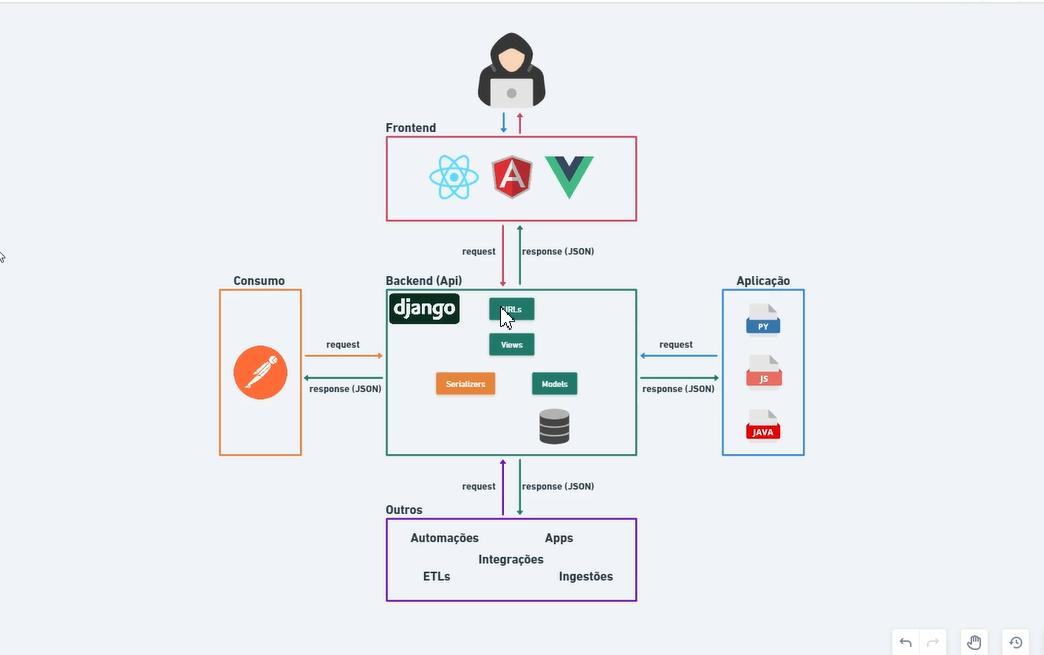 Frontend
request
response (JSON)
Consumo
Backend (Api)
Aplicação
django
URLs
Views
PY
request
request
response (JSON)
response (JSON)
Serializers
Models
JS
JAVA
request
response (JSON)
Outros
Automações
Apps
Integrações
ETLs
Ingestões